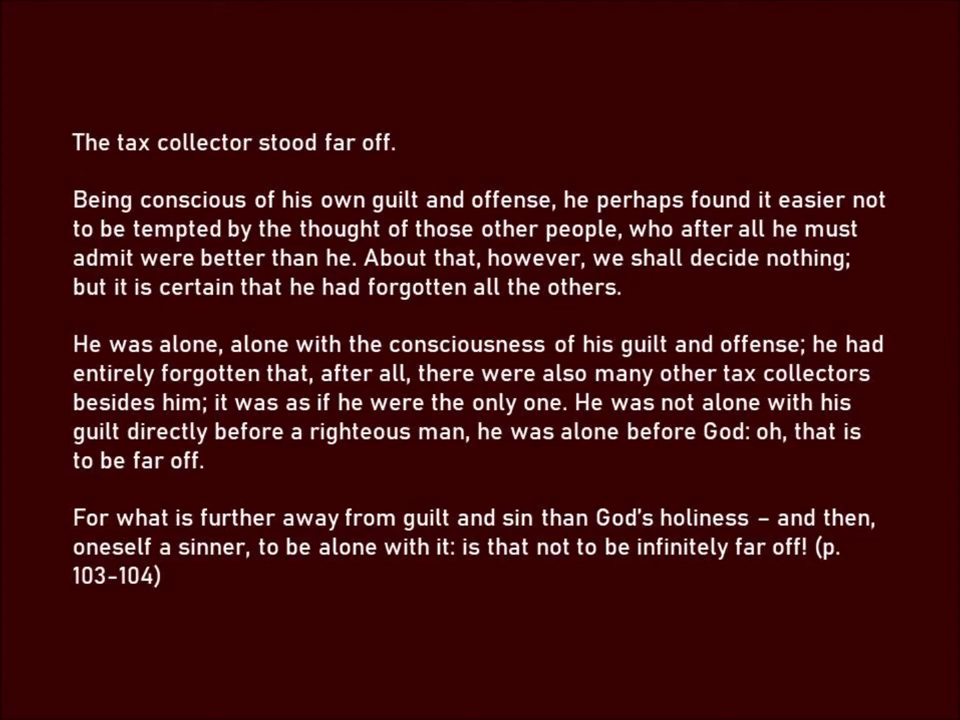 The tax collector stood far off.
Being conscious of his own guilt and offense, he perhaps found it easier not
to be tempted by the thought of those other people, who after all he must
admit were better than he. About that, however, we shall decide nothing;
but it is certain that he had forgotten all the others.
He was alone, alone with the consciousness of his guilt and offense; he had
entirely forgotten that, after all, there were also many other tax collectors
besides him; it was as if he were the only one. He was not alone with his
guilt directly before a righteous man, he was alone before God: oh, that is
to be far off.
For what is further away from guilt and sin than God's holiness – and then,
oneself a sinner, to be alone with it: is that not to be infinitely far off! (p.
103-104)